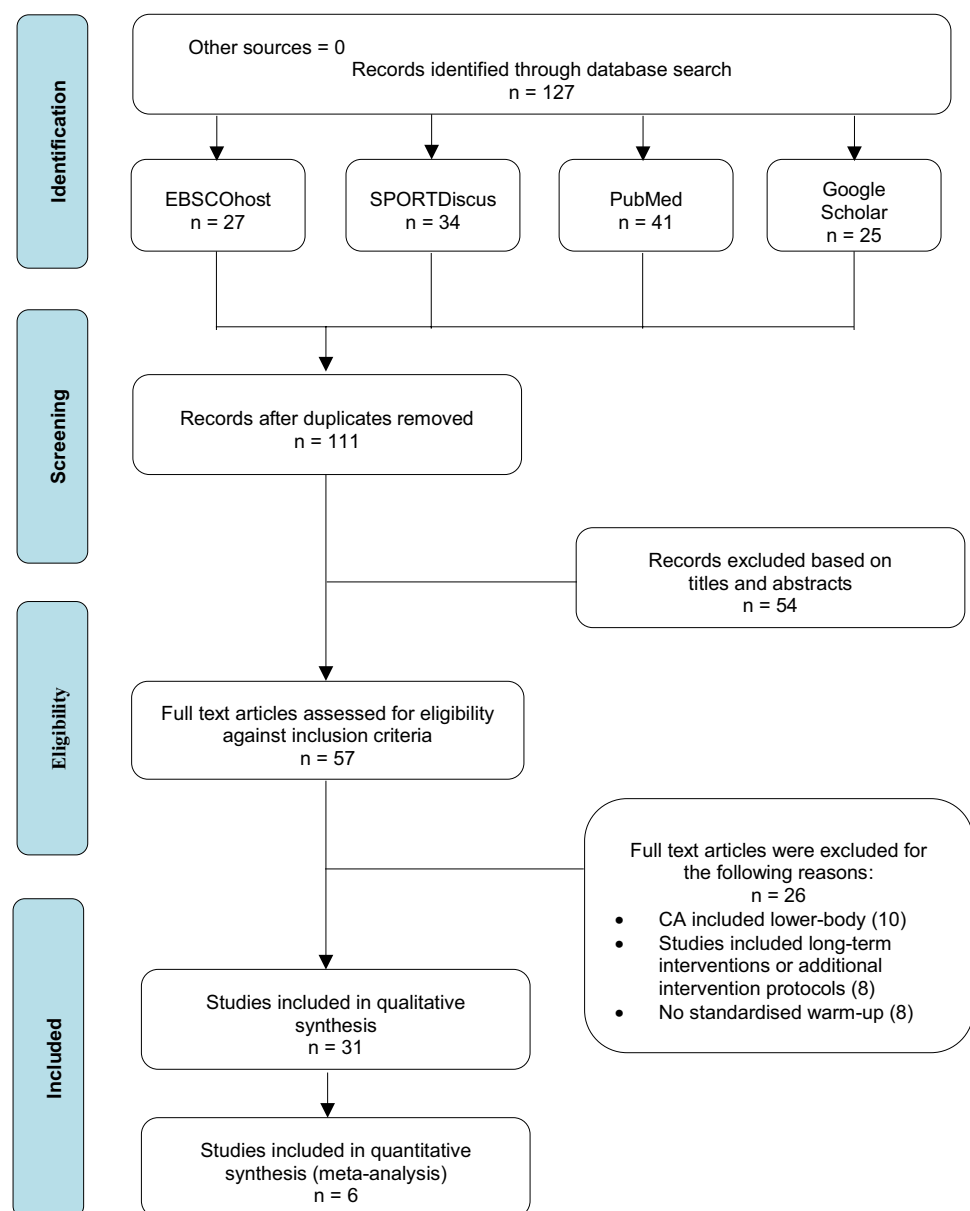 Identification
Other sources = 0
Records identified through database search
n = 127
EBSCOhost
n = 27
SPORTDiscus
n = 34
PubMed
n = 41
Google
Scholar
n = 25
Screening
Records after duplicates removed
n = 111
Records excluded based on
titles and abstracts
n = 54
Eligibility
Full text articles assessed for eligibility
against inclusion criteria
n = 57
Full text articles were excluded for
the following reasons:
n = 26
• CA included lower-body (10)
• Studies included long-term
interventions or additional
intervention protocols (8)
• No standardised warm-up (8)
Included
Studies included in qualitative
synthesis
n = 31
Studies included in quantitative
synthesis (meta-analysis)
n = 6